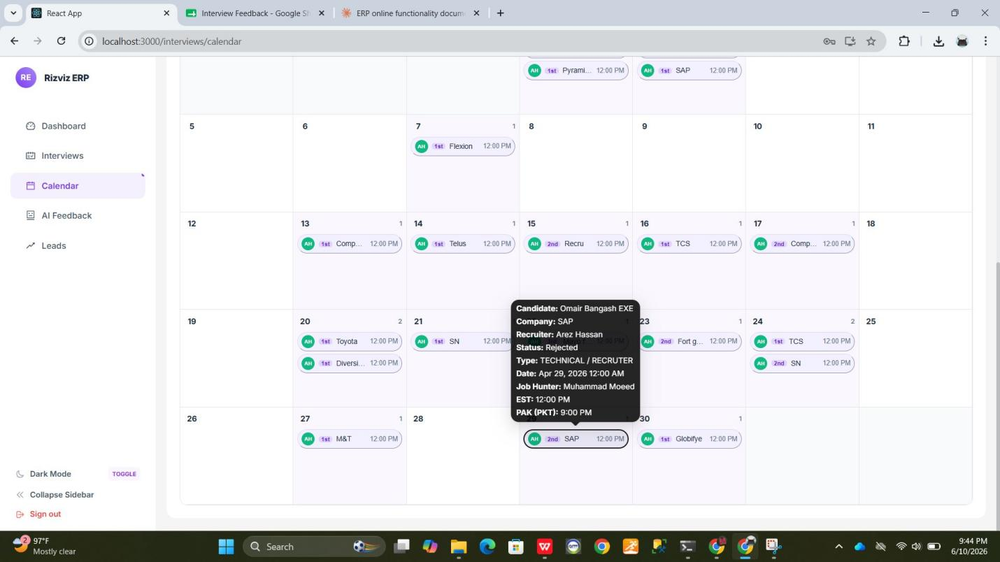 React App
Interview Feedback - Google Sh
ERP online functionality docum
localhost:3000/interviews/calendar
RE Rizviz ERP
Dashboard
Interviews
Calendar
AI Feedback
Leads
Dark Mode TOGGLE
Collapse Sidebar
Sign out
AH 1st Pyrami... 12:00 PM
AH 1st SAP 12:00 PM
5 6 7 1 8 9 10 11
AH 1st Flexion 12:00 PM
12 13 1 14 1 15 1 16 1 17 1 18
AH 1st Comp... 12:00 PM
AH 1st Telus 12:00 PM
AH 2nd Recru 12:00 PM
AH 1st TCS 12:00 PM
AH 2nd Comp... 12:00 PM
19 20 2 21 23 1 24 2 25
AH 1st Toyota 12:00 PM
AH 1st SN 12:00 PM
AH 2nd Fort g... 12:00 PM
AH 1st TCS 12:00 PM
AH 1st Diversi... 12:00 PM
AH 2nd SN 12:00 PM
Candidate: Omair Bangash EXE
Company: SAP
Recruiter: Arez Hassan
Status: Rejected
Type: TECHNICAL / RECRUTER
Date: Apr 29, 2026 12:00 AM
Job Hunter: Muhammad Moeed
EST: 12:00 PM
PAK (PKT): 9:00 PM
26 27 1 28 30 1
AH 1st M&T 12:00 PM
AH 2nd SAP 12:00 PM
AH 1st Globifye 12:00 PM
2 97°F
Mostly clear
Search
9:44 PM
6/10/2026